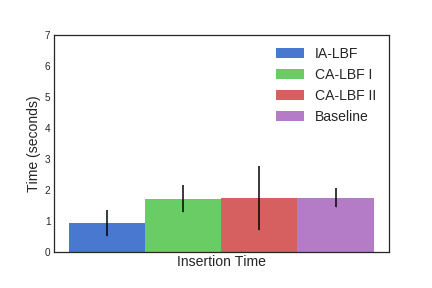 7
6
5
4
3
2
1
0
Time (seconds)
IA-LBF
CA-LBF I
CA-LBF II
Baseline
Insertion Time